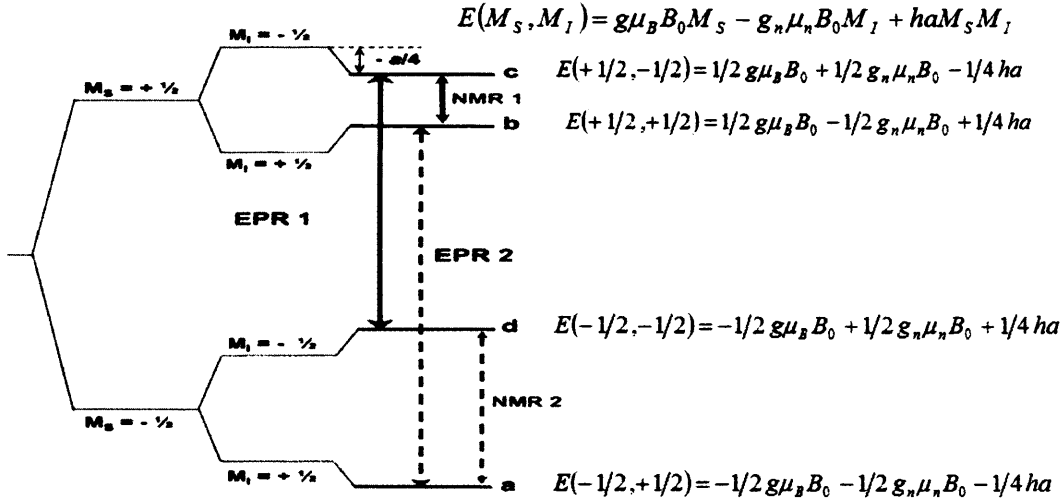 E(M_S, M_I) = gμ_B B_0 M_S − g_n μ_n B_0 M_I + haM_S M_I
M_I = - ½
- a/4
c E(+1/2,−1/2) = 1/2 gμ_B B_0 + 1/2 g_n μ_n B_0 − 1/4 ha
M_S = + ½
NMR 1
b E(+1/2,+1/2) = 1/2 gμ_B B_0 − 1/2 g_n μ_n B_0 + 1/4 ha
M_I = + ½
EPR 1
EPR 2
d E(−1/2,−1/2) = −1/2 gμ_B B_0 + 1/2 g_n μ_n B_0 + 1/4 ha
M_I = - ½
NMR 2
M_S = - ½
M_I = + ½
a E(−1/2,+1/2) = −1/2 gμ_B B_0 − 1/2 g_n μ_n B_0 − 1/4 ha